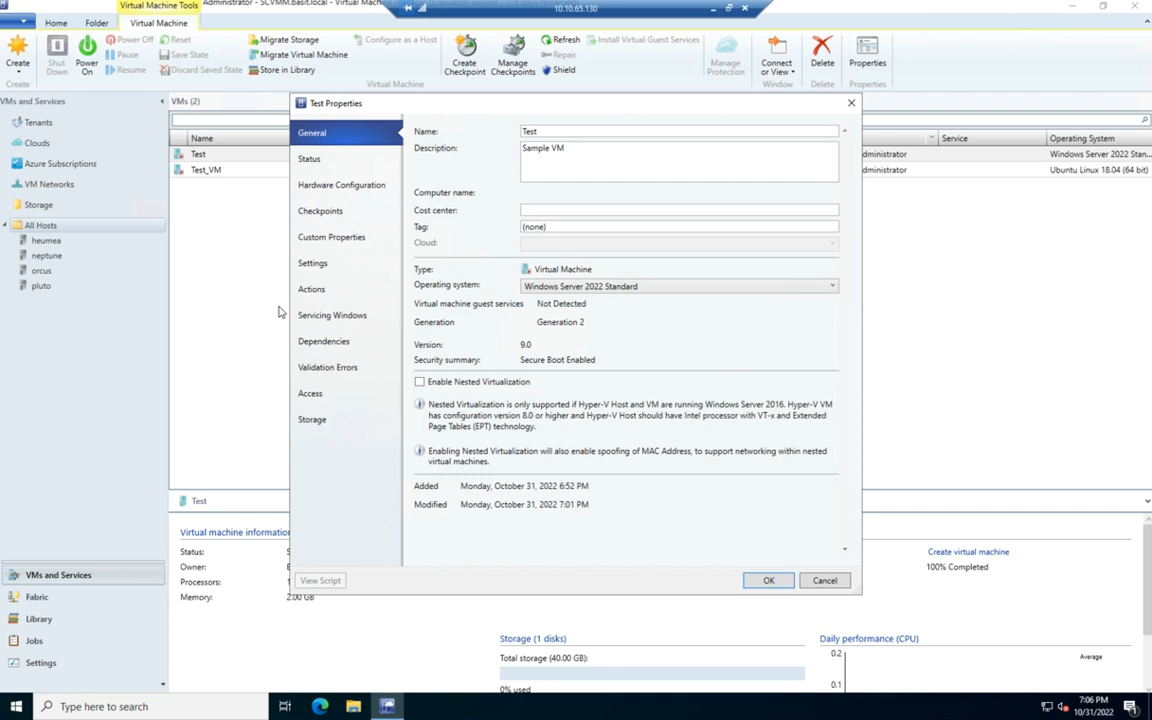 Virtual Machine Tools
Administrator - SCVMM.basit.local - Virtual Machine
10.10.65.130
Home
Folder
Virtual Machine
Create
Shut Down
Power On
Power Off
Pause
Resume
Reset
Save State
Discard Saved State
Migrate Storage
Migrate Virtual Machine
Store in Library
Configure as a Host
Create Checkpoint
Manage Checkpoints
Refresh
Repair
Shield
Install Virtual Guest Services
Manage Protection
Connect or View
Delete
Properties
Create
Virtual Machine
Window
Delete
Properties
VMs and Services
Tenants
Clouds
Azure Subscriptions
VM Networks
Storage
All Hosts
heumea
neptune
orcus
pluto
VMs (2)
Name
Service
Operating System
Test
dministrator
Windows Server 2022 Stan...
Test_VM
dministrator
Ubuntu Linux 18.04 (64 bit)
Test Properties
General
Status
Hardware Configuration
Checkpoints
Custom Properties
Settings
Actions
Servicing Windows
Dependencies
Validation Errors
Access
Storage
Name:
Test
Description:
Sample VM
Computer name:
Cost center:
Tag:
(none)
Cloud:
Type:
Virtual Machine
Operating system:
Windows Server 2022 Standard
Virtual machine guest services
Not Detected
Generation
Generation 2
Version:
9.0
Security summary:
Secure Boot Enabled
Enable Nested Virtualization
Nested Virtualization is only supported if Hyper-V Host and VM are running Windows Server 2016. Hyper-V VM
has configuration version 8.0 or higher and Hyper-V Host should have Intel processor with VT-x and Extended
Page Tables (EPT) technology.
Enabling Nested Virtualization will also enable spoofing of MAC Address, to support networking within nested
virtual machines.
Added
Monday, October 31, 2022 6:52 PM
Modified
Monday, October 31, 2022 7:01 PM
View Script
OK
Cancel
Test
Virtual machine information
Status:
Owner:
Processors:
Memory:
2.00 GB
Create virtual machine
100% Completed
Storage (1 disks)
Total storage (40.00 GB):
0% used
Daily performance (CPU)
0.2
0.1
Average
VMs and Services
Fabric
Library
Jobs
Settings
Type here to search
7:06 PM
10/31/2022